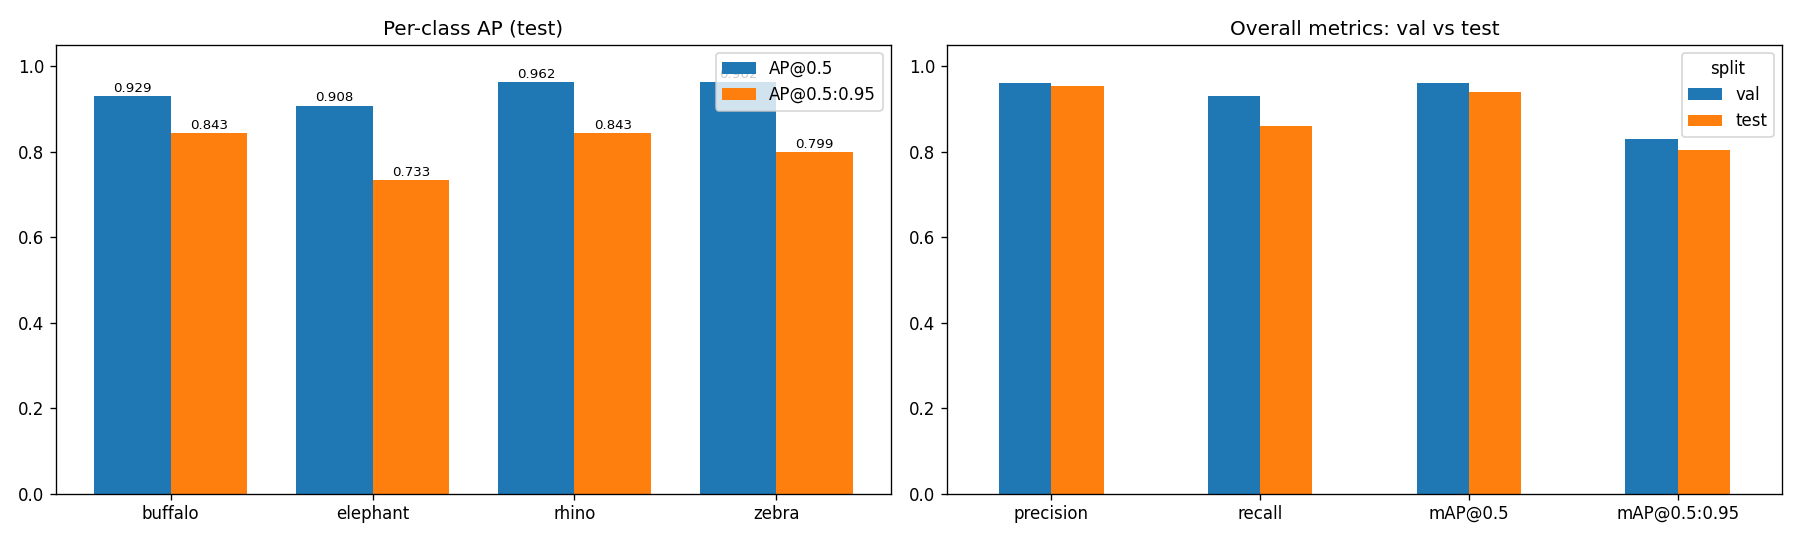 Per-class AP (test)
1.0
0.8
0.6
0.4
0.2
0.0
0.929
0.843
0.908
0.733
0.962
0.843
0.799
AP@0.5
AP@0.5:0.95
buffalo
elephant
rhino
zebra
Overall metrics: val vs test
1.0
0.8
0.6
0.4
0.2
0.0
split
val
test
precision
recall
mAP@0.5
mAP@0.5:0.95